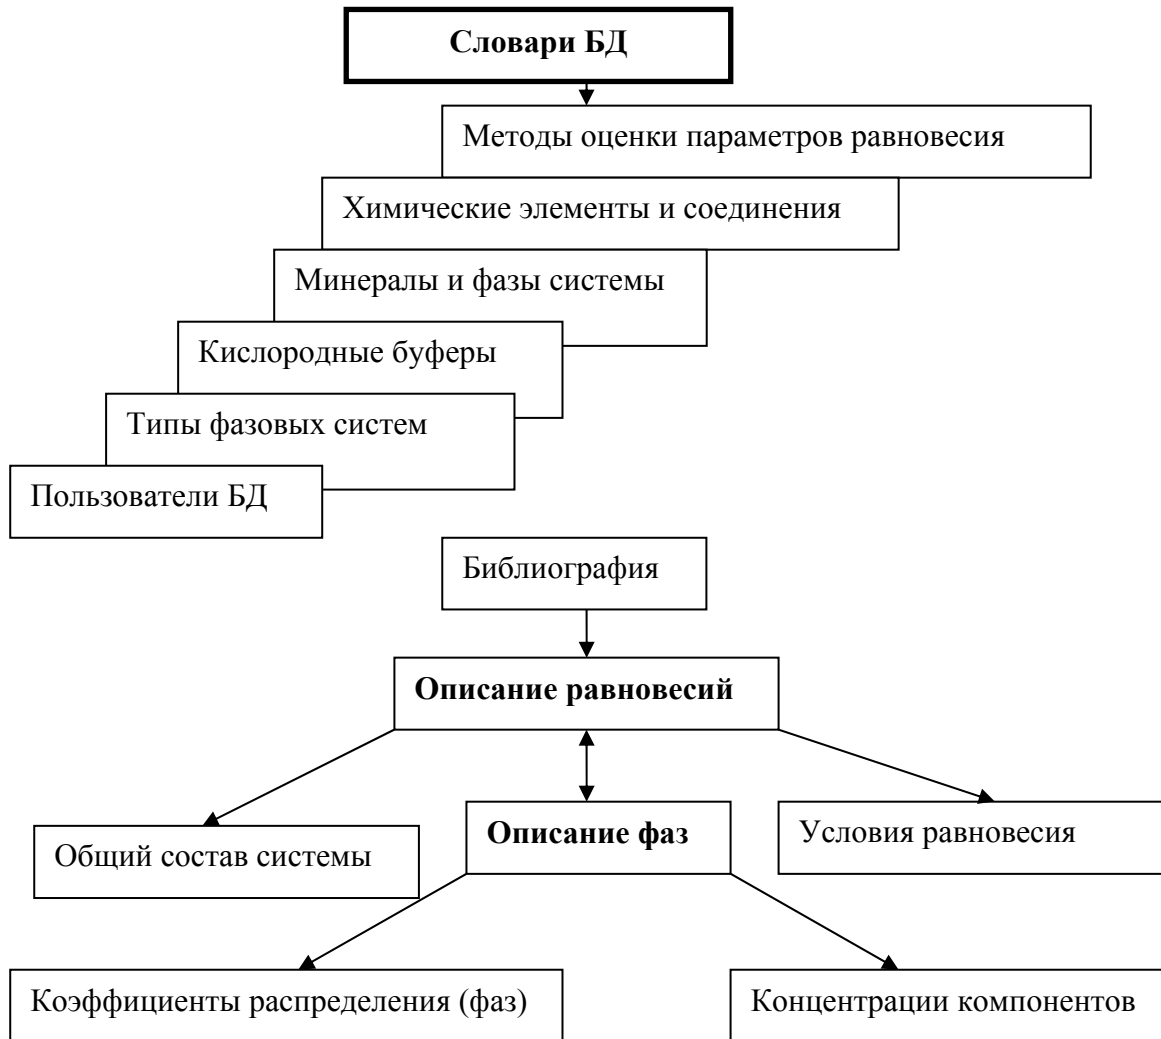 Словари БД
Методы оценки параметров равновесия
Химические элементы и соединения
Минералы и фазы системы
Кислородные буферы
Типы фазовых систем
Пользователи БД
Библиография
Описание равновесий
Общий состав системы
Описание фаз
Условия равновесия
Коэффициенты распределения (фаз)
Концентрации компонентов